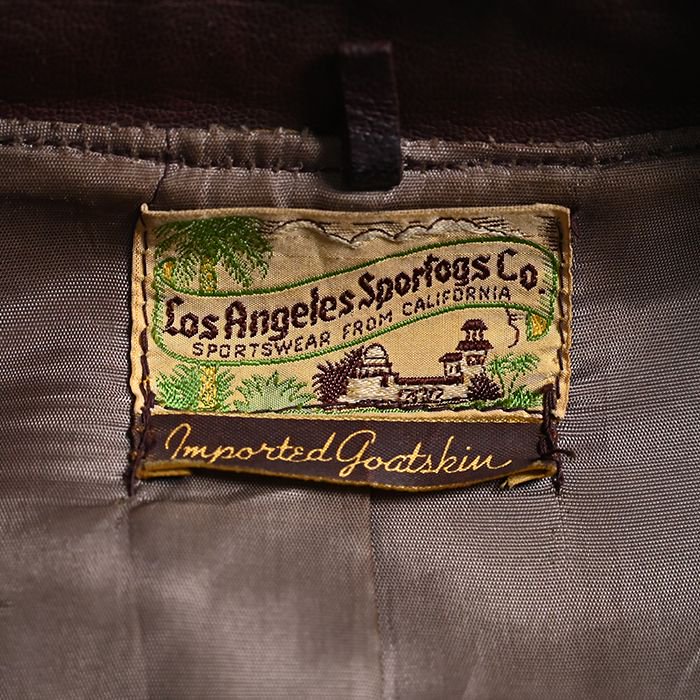 Los Angeles Sportogs Co.
SPORTSWEAR FROM CALIFORNIA
Imported Goatskin